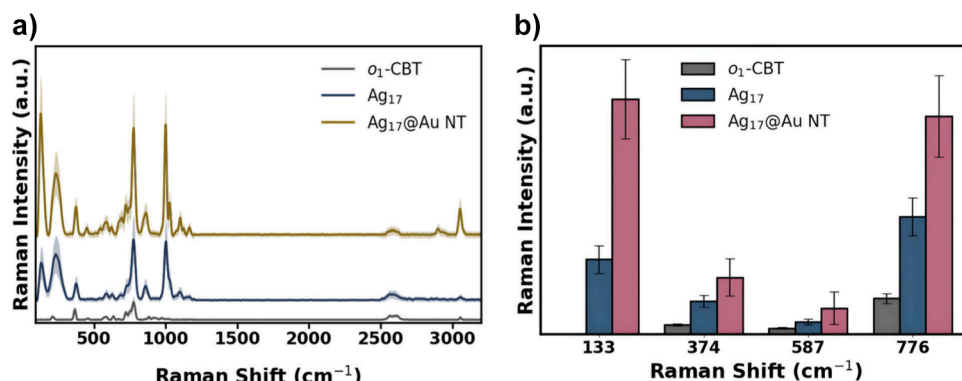 a)
Raman Intensity (a.u.)
o₁-CBT
Ag₁₇
Ag₁₇@Au NT
500 1000 1500 2000 2500 3000
Raman Shift (cm⁻¹)
b)
Raman Intensity (a.u.)
o₁-CBT
Ag₁₇
Ag₁₇@Au NT
133 374 587 776
Raman Shift (cm⁻¹)